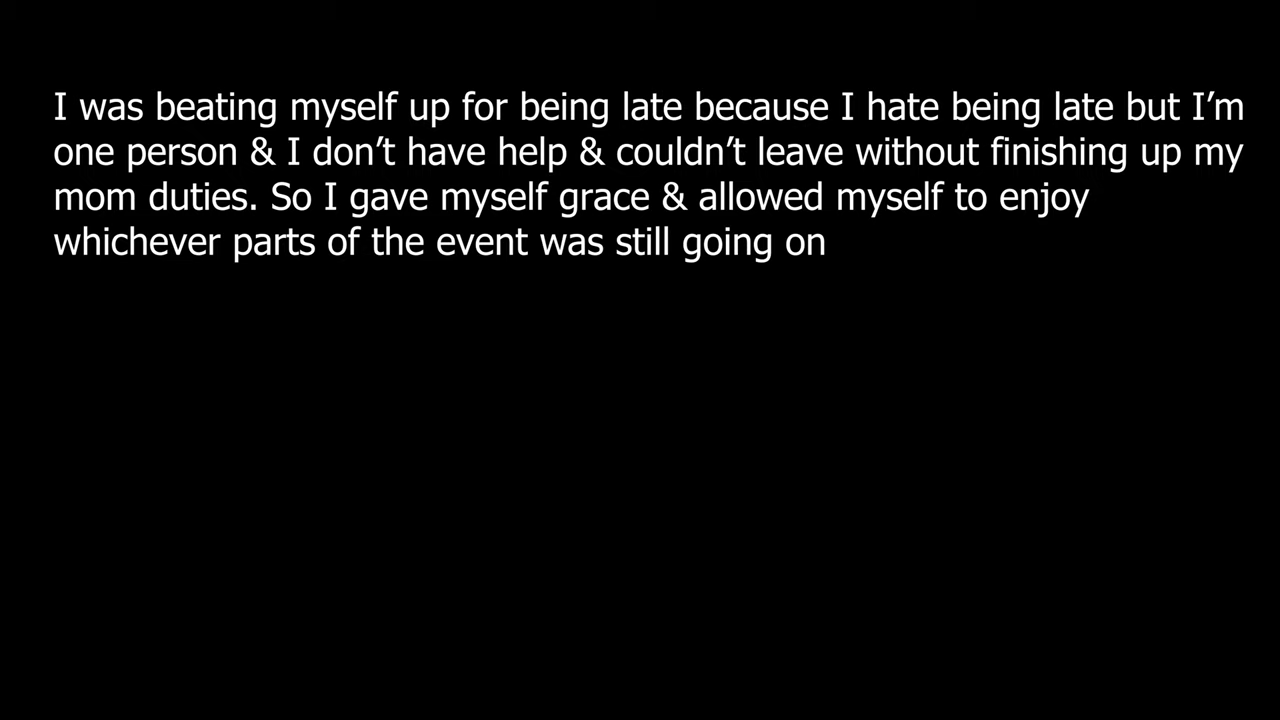 I was beating myself up for being late because I hate being late but I’m
one person & I don’t have help & couldn’t leave without finishing up my
mom duties. So I gave myself grace & allowed myself to enjoy
whichever parts of the event was still going on